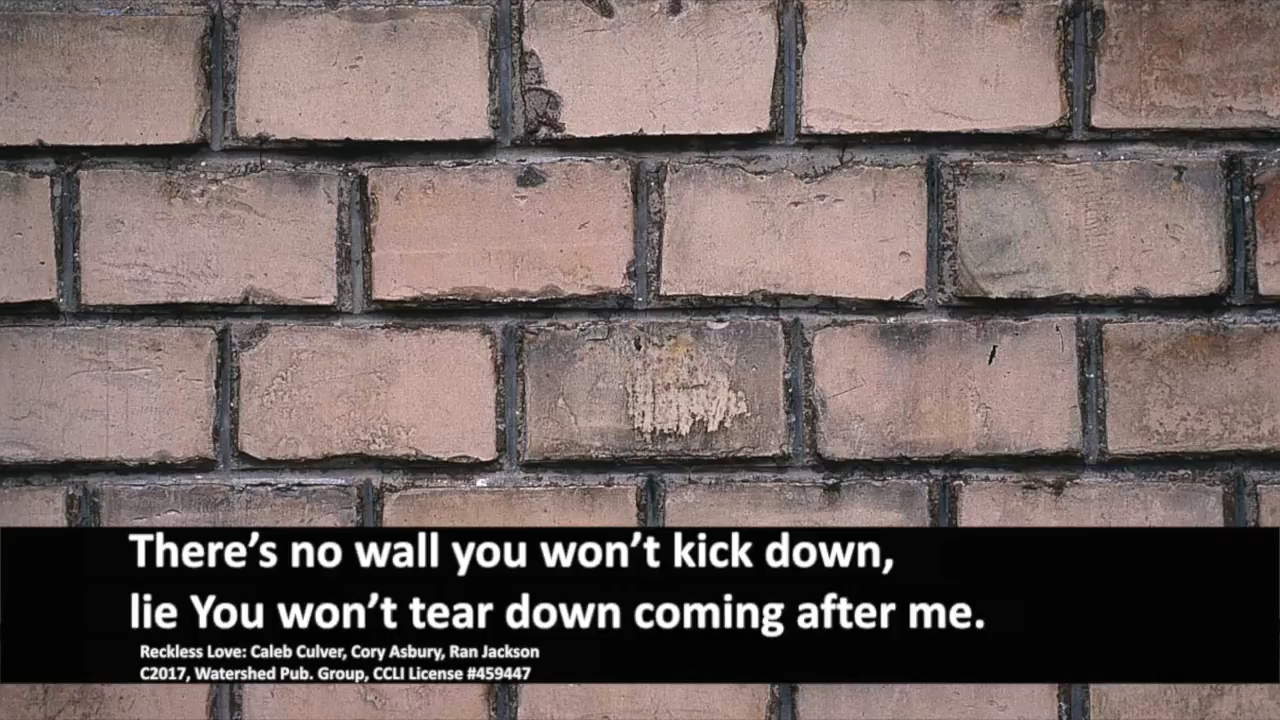 There’s no wall you won’t kick down,
lie You won’t tear down coming after me.
Reckless Love: Caleb Culver, Cory Asbury, Ran Jackson
C2017, Watershed Pub. Group, CCLI License #459447